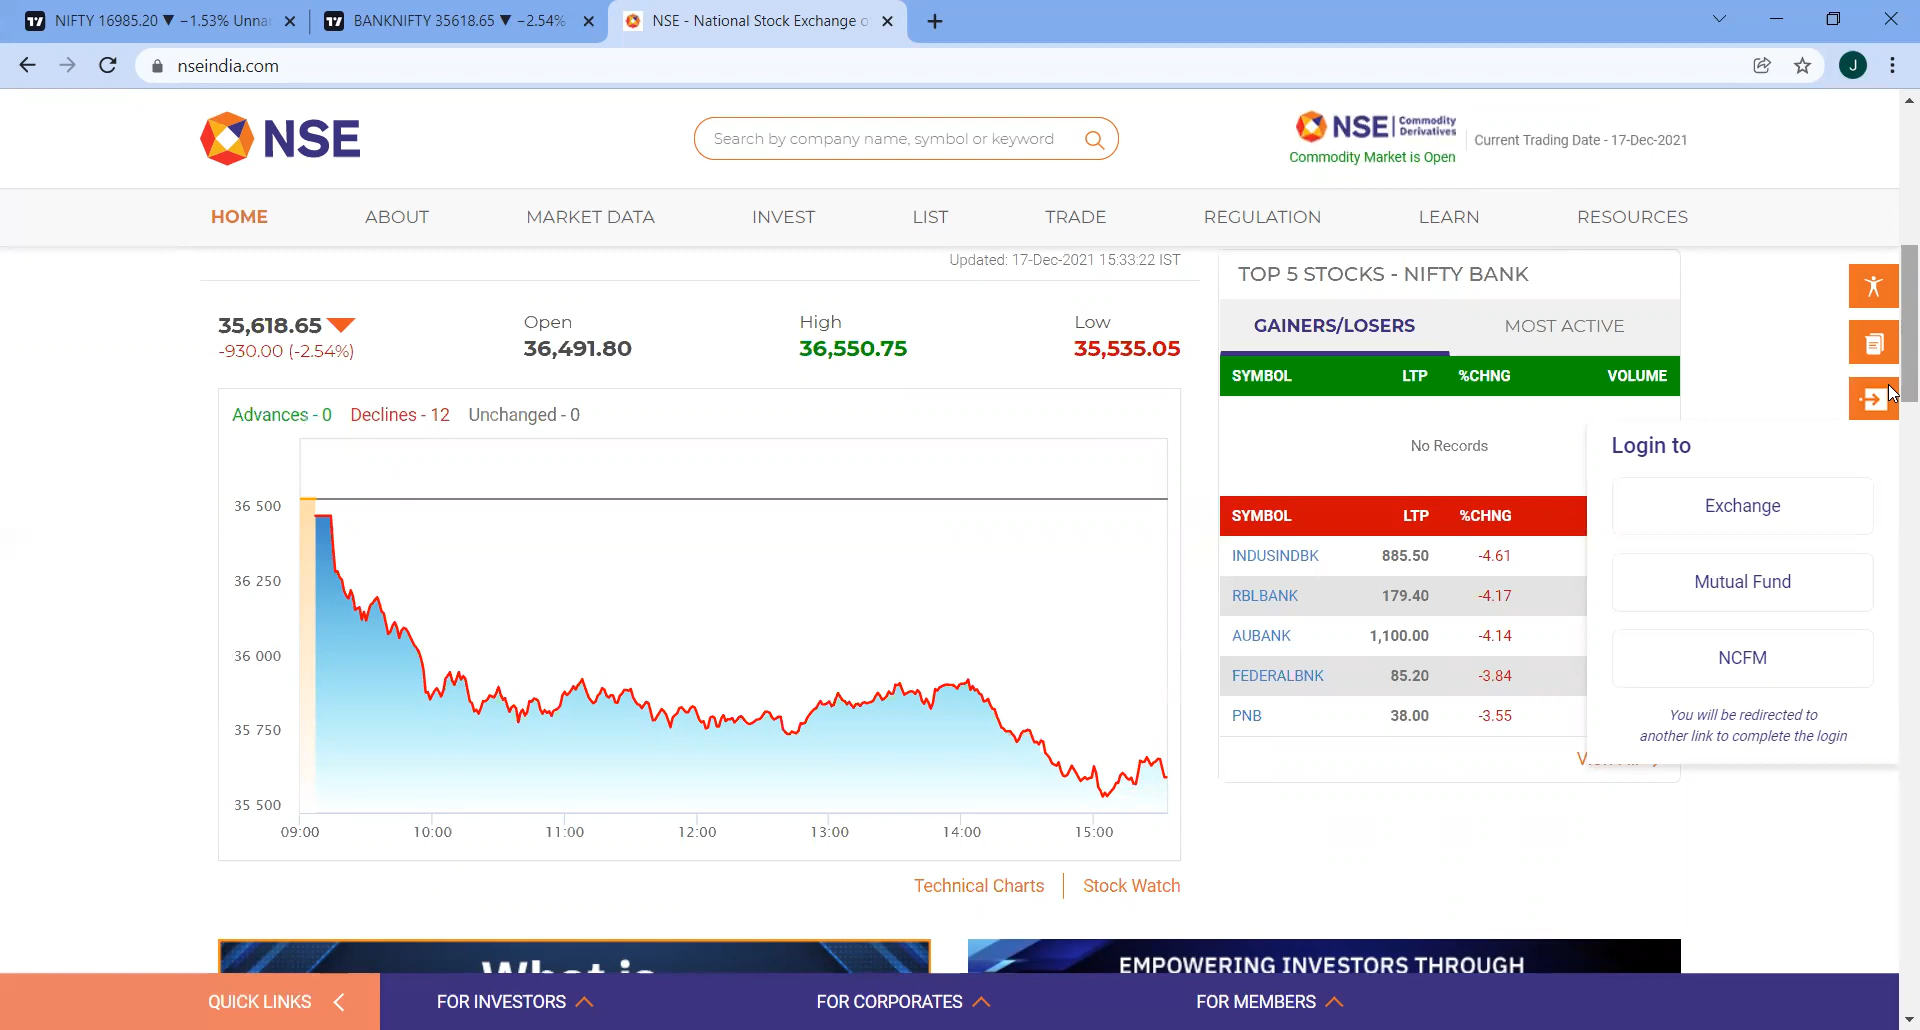 NIFTY 16985.20 ▼ −1.53% Unna
BANKNIFTY 35618.65 ▼ −2.54%
NSE - National Stock Exchange o
nseindia.com
J
NSE
Search by company name, symbol or keyword
NSE | Commodity Derivatives
Commodity Market is Open
Current Trading Date - 17-Dec-2021
HOME ABOUT MARKET DATA INVEST LIST TRADE REGULATION LEARN RESOURCES
Updated: 17-Dec-2021 15:33:22 IST
35,618.65
-930.00 (-2.54%)
Open
36,491.80
High
36,550.75
Low
35,535.05
Advances - 0 Declines - 12 Unchanged - 0
36 500
36 250
36 000
35 750
35 500
09:00 10:00 11:00 12:00 13:00 14:00 15:00
Technical Charts Stock Watch
TOP 5 STOCKS - NIFTY BANK
GAINERS/LOSERS MOST ACTIVE
SYMBOL LTP %CHNG VOLUME
No Records
SYMBOL LTP %CHNG
INDUSINDBK 885.50 -4.61
RBLBANK 179.40 -4.17
AUBANK 1,100.00 -4.14
FEDERALBNK 85.20 -3.84
PNB 38.00 -3.55
Login to
Exchange
Mutual Fund
NCFM
You will be redirected to
another link to complete the login
What is
EMPOWERING INVESTORS THROUGH
QUICK LINKS FOR INVESTORS FOR CORPORATES FOR MEMBERS